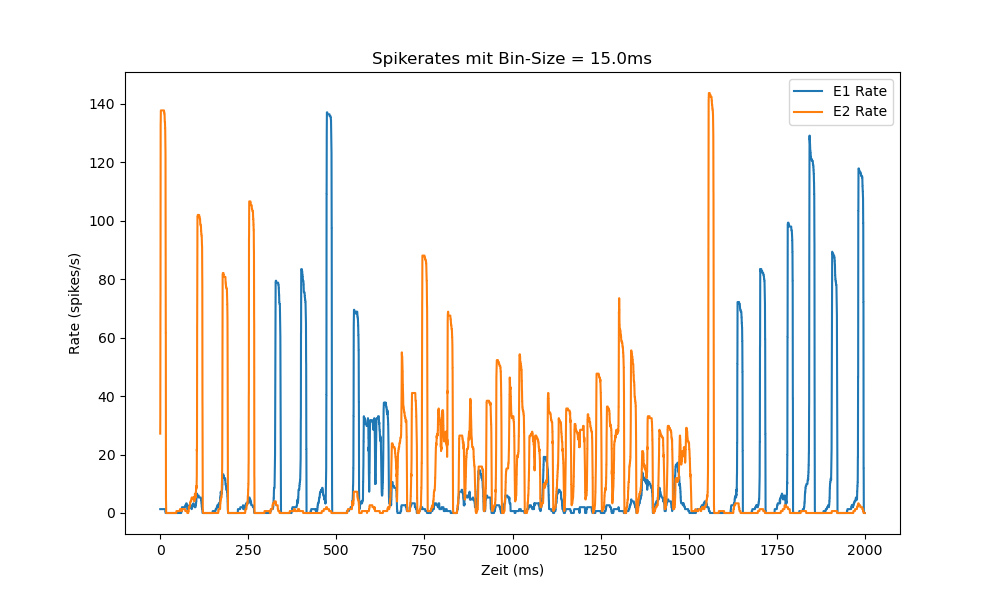 Spikerates mit Bin-Size = 15.0ms
E1 Rate
E2 Rate
140
120
100
80
60
40
20
0
Rate (spikes/s)
0 250 500 750 1000 1250 1500 1750 2000
Zeit (ms)